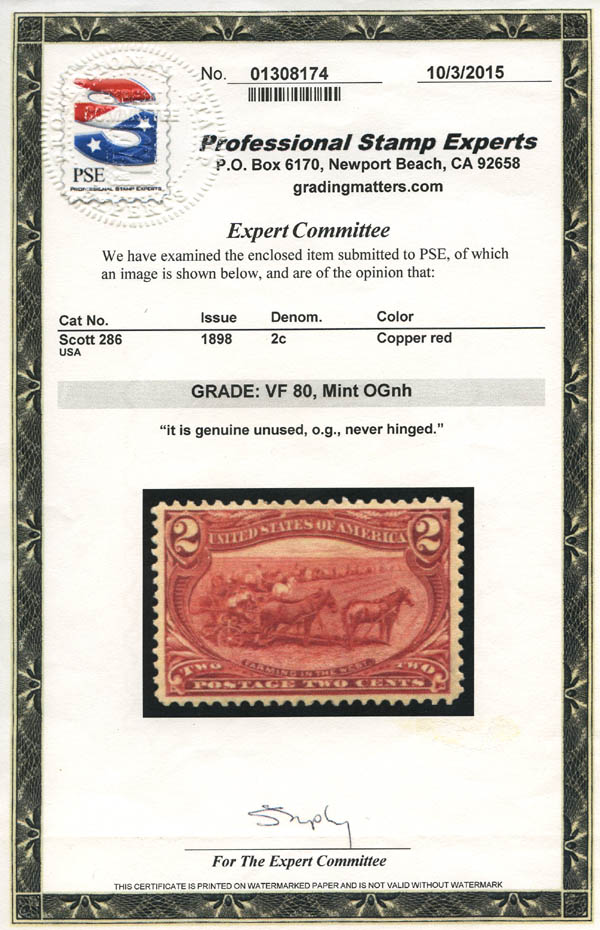 No. 01308174 10/3/2015
PSE
PROFESSIONAL STAMP EXPERTS
Professional Stamp Experts
P.O. Box 6170, Newport Beach, CA 92658
gradingmatters.com
Expert Committee
We have examined the enclosed item submitted to PSE, of which
an image is shown below, and are of the opinion that:
Cat No. Issue Denom. Color
Scott 286 1898 2c Copper red
USA
GRADE: VF 80, Mint OGnh
“it is genuine unused, o.g., never hinged.”
2 2
UNITED STATES OF AMERICA
FARMING IN THE WEST.
TWO TWO
POSTAGE TWO CENTS
For The Expert Committee
THIS CERTIFICATE IS PRINTED ON WATERMARKED PAPER AND IS NOT VALID WITHOUT WATERMARK